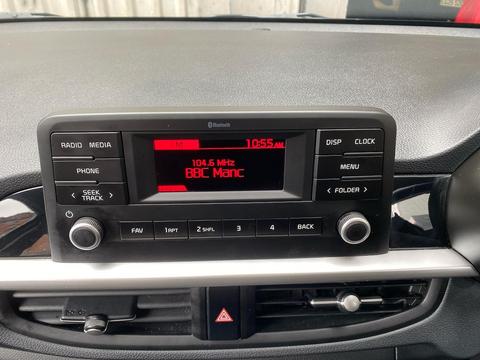 Bluetooth
RADIO MEDIA
PHONE
< SEEK TRACK >
FM 10:55 AM
104.6 MHz
BBC Manc
DISP CLOCK
MENU
< FOLDER >
FAV 1 RPT 2 SHFL 3 4 BACK